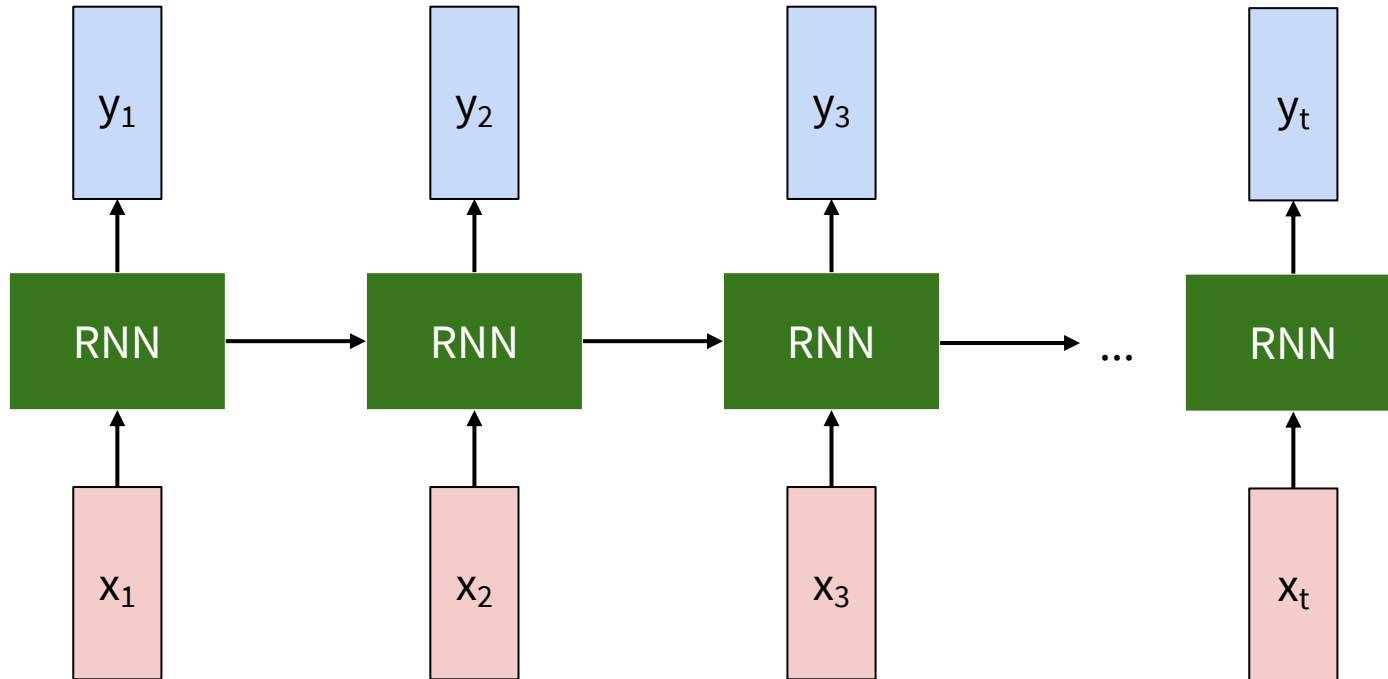 y₁ y₂ y₃ yₜ
RNN RNN RNN ... RNN
x₁ x₂ x₃ xₜ